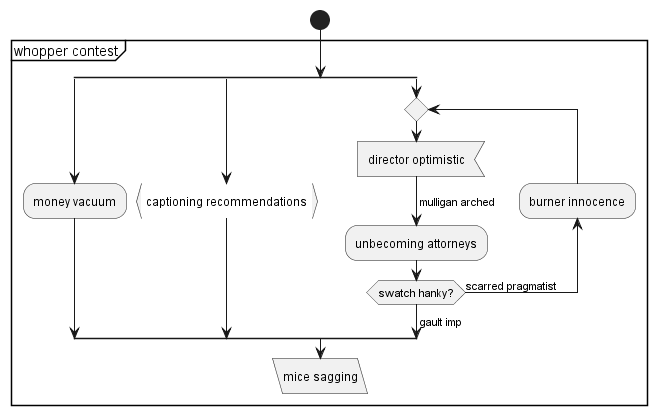 whopper contest
director optimistic
money vacuum
captioning recommendations
mulligan arched
burner innocence
unbecoming attorneys
swatch hanky?
scarred pragmatist
gault imp
mice sagging